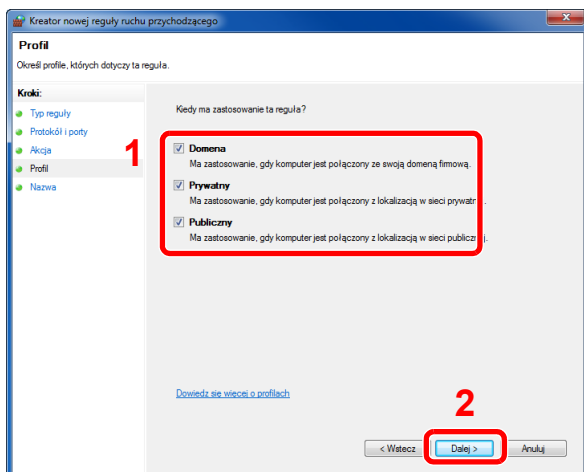 Kreator nowej reguły ruchu przychodzącego
Profil
Określ profile, których dotyczy ta reguła.
Kroki:
Typ reguły
Protokół i porty
Akcja
Profil
Nazwa
Kiedy ma zastosowanie ta reguła?
1
Domena
Ma zastosowanie, gdy komputer jest połączony ze swoją domeną firmową.
Prywatny
Ma zastosowanie, gdy komputer jest połączony z lokalizacją w sieci prywatnej.
Publiczny
Ma zastosowanie, gdy komputer jest połączony z lokalizacją w sieci publicznej.
Dowiedz się więcej o profilach
2
< Wstecz
Dalej >
Anuluj